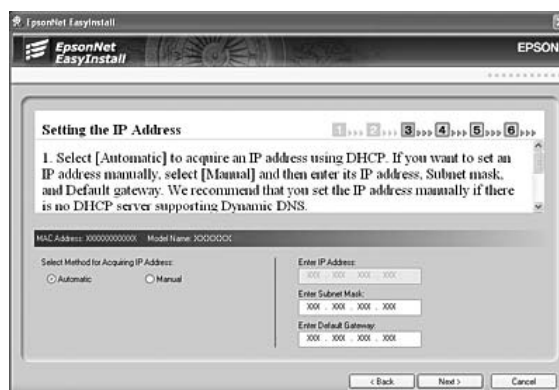 EpsonNet EasyInstall
EpsonNet
EasyInstall
EPSON
Setting the IP Address
1 2 3 4 5 6
1. Select [Automatic] to acquire an IP address using DHCP. If you want to set an
IP address manually, select [Manual] and then enter its IP address, Subnet mask,
and Default gateway. We recommend that you set the IP address manually if there
is no DHCP server supporting Dynamic DNS.
MAC Address: XXXXXXXXXXXX Model Name: XXXXXXX
Select Method for Acquiring IP Address:
Automatic Manual
Enter IP Address:
XXX . XXX . XXX . XXX
Enter Subnet Mask:
XXX . XXX . XXX . XXX
Enter Default Gateway:
XXX . XXX . XXX . XXX
< Back Next > Cancel